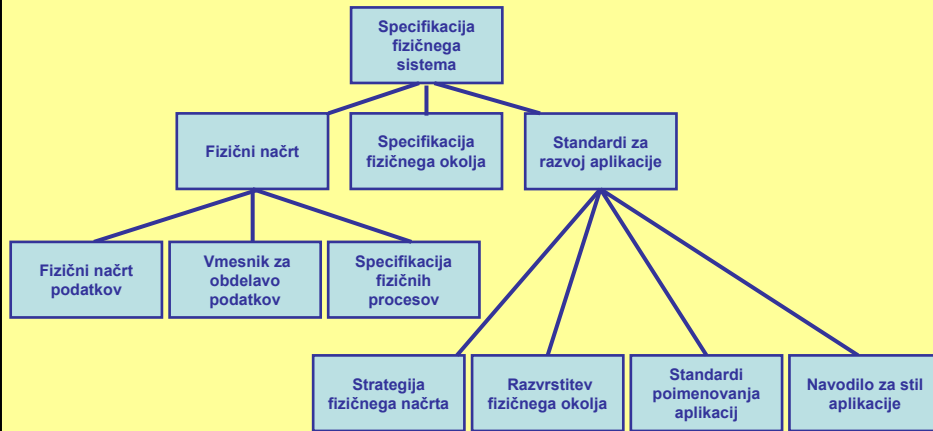 Specifikacija
fizičnega
sistema
Fizični načrt
Specifikacija
fizičnega okolja
Standardi za
razvoj aplikacije
Fizični načrt
podatkov
Vmesnik za
obdelavo
podatkov
Specifikacija
fizičnih
procesov
Strategija
fizičnega načrta
Razvrstitev
fizičnega okolja
Standardi
poimenovanja
aplikacij
Navodilo za stil
aplikacije